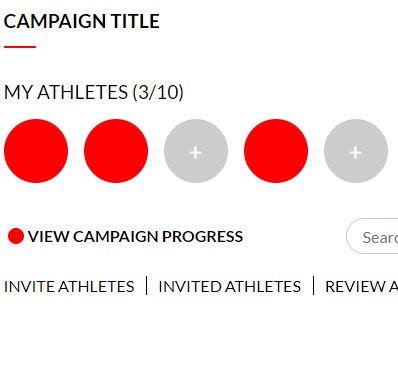 CAMPAIGN TITLE
MY ATHLETES (3/10)
+ +
VIEW CAMPAIGN PROGRESS
Searc
INVITE ATHLETES | INVITED ATHLETES | REVIEW A